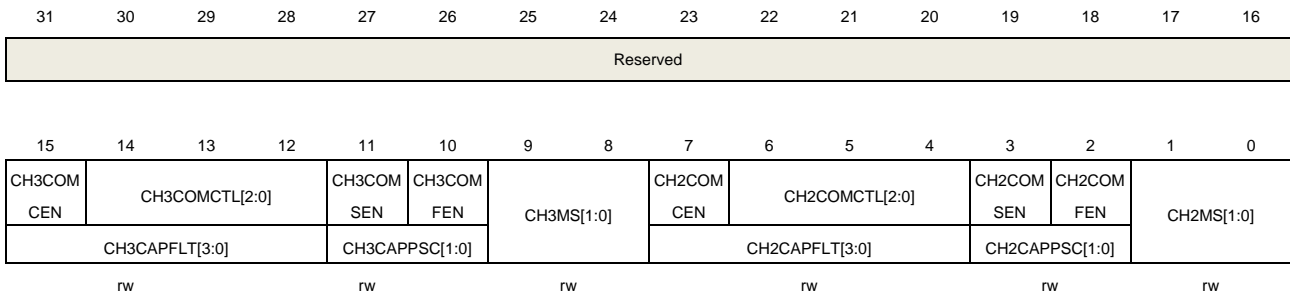 31 30 29 28 27 26 25 24 23 22 21 20 19 18 17 16
Reserved
15 14 13 12 11 10 9 8 7 6 5 4 3 2 1 0
CH3COM CEN CH3COMCTL[2:0] CH3COM SEN CH3COM FEN CH3MS[1:0] CH2COM CEN CH2COMCTL[2:0] CH2COM SEN CH2COM FEN CH2MS[1:0]
CH3CAPFLT[3:0] CH3CAPPSC[1:0] CH2CAPFLT[3:0] CH2CAPPSC[1:0]
rw rw rw rw rw rw